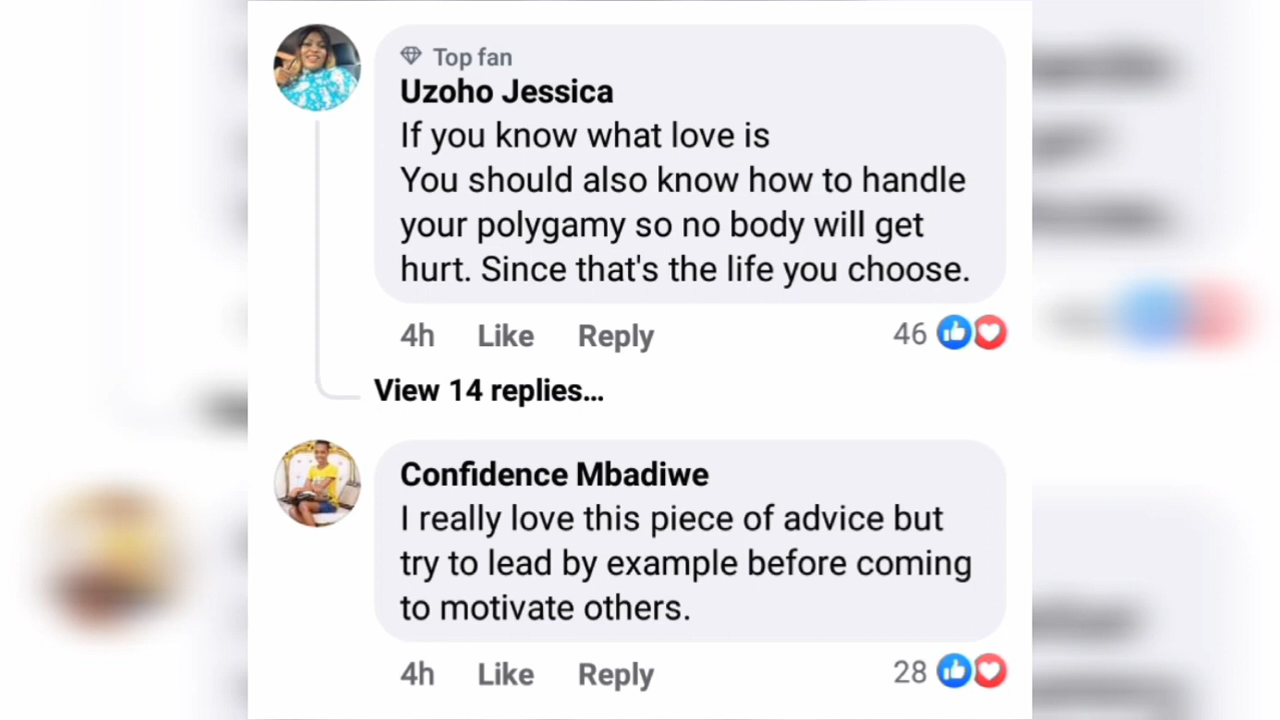 Top fan
Uzoho Jessica
If you know what love is
You should also know how to handle
your polygamy so no body will get
hurt. Since that's the life you choose.
4h Like Reply 46
View 14 replies...
Confidence Mbadiwe
I really love this piece of advice but
try to lead by example before coming
to motivate others.
4h Like Reply 28